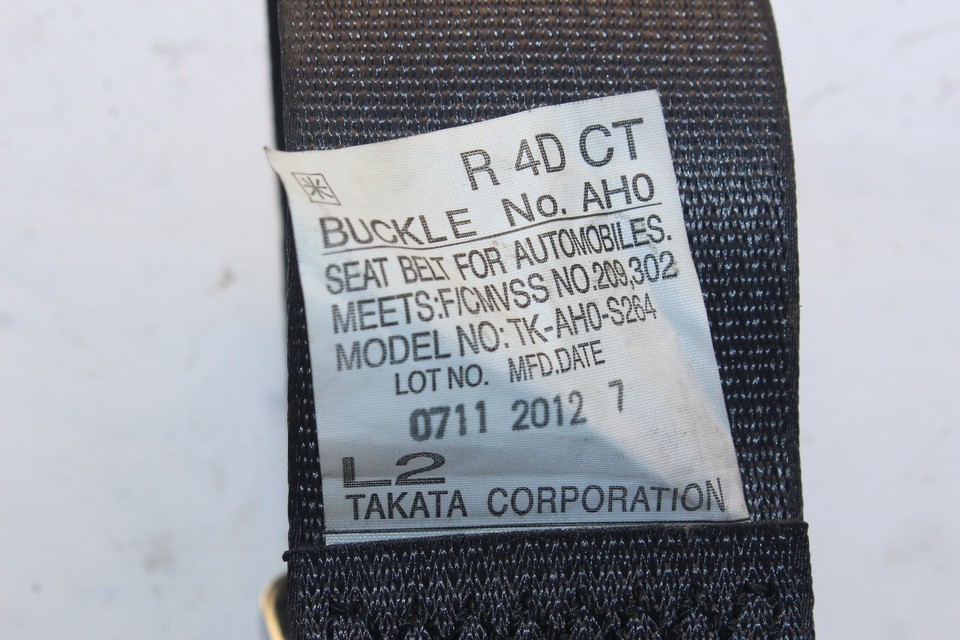 R 4D CT
BUCKLE No. AH0
SEAT BELT FOR AUTOMOBILES.
MEETS:F/CMVSS NO.209,302
MODEL NO: TK-AH0-S264
LOT NO. MFD.DATE
0711 2012 7
L2
TAKATA CORPORATION